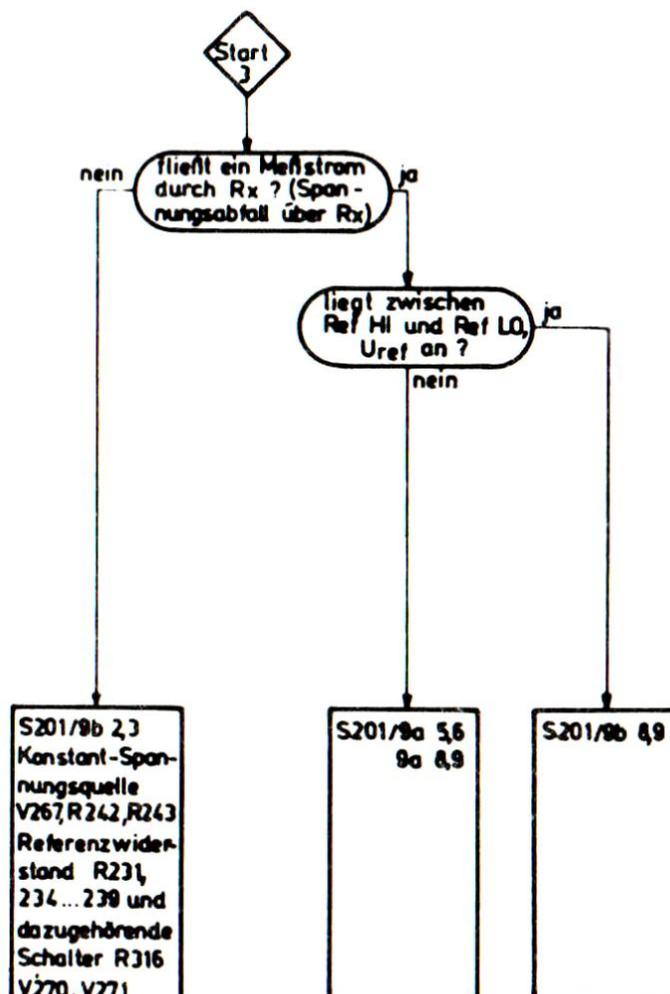 Start
3
nein
fließt ein Meßstrom
durch Rx ? (Span-
nungsabfall über Rx)
ja
liegt zwischen
Ref HI und Ref LO,
Uref an ?
ja
nein
S201/9b 2,3
Konstant-Span-
nungsquelle
V267, R242, R243
Referenzwider-
stand R231,
234...239 und
dazugehörende
Schalter R316
V270, V271
S201/9a 5,6
9a 8,9
S201/9b 8,9